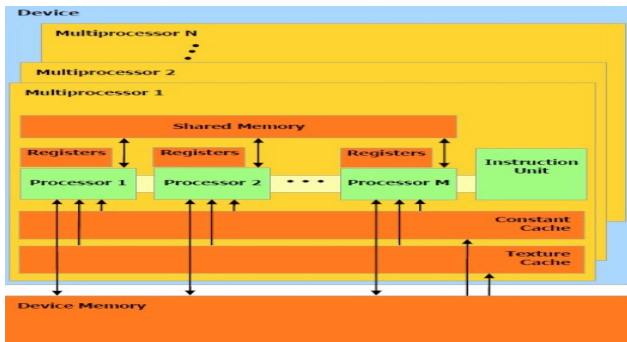 Device
Multiprocessor N
Multiprocessor 2
Multiprocessor 1
Shared Memory
Registers
Registers
Registers
Processor 1
Processor 2
Processor M
Instruction
Unit
Constant
Cache
Texture
Cache
Device Memory